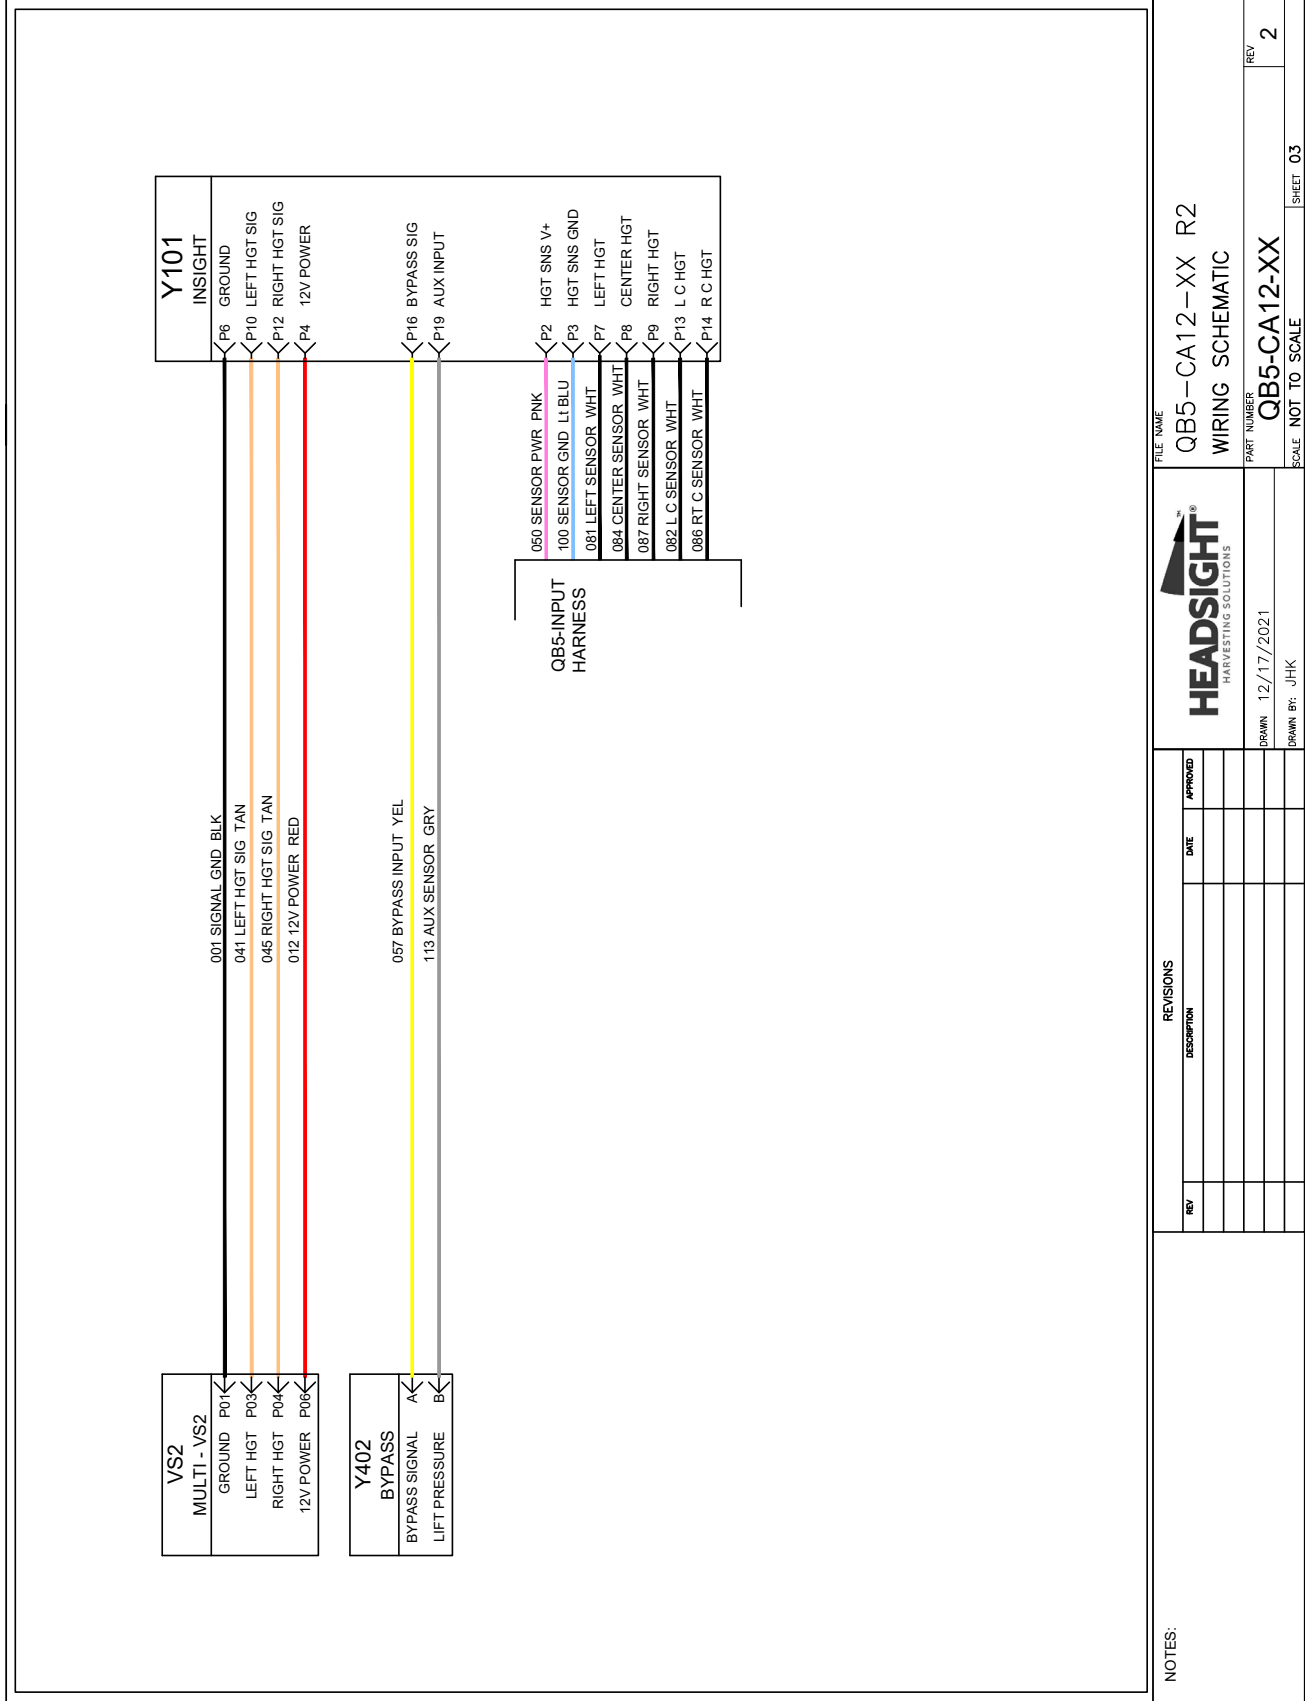 VS2
MULTI - VS2
GROUND P01
LEFT HGT P03
RIGHT HGT P04
12V POWER P06
Y402
BYPASS
BYPASS SIGNAL A
LIFT PRESSURE B
001 SIGNAL GND BLK
041 LEFT HGT SIG TAN
045 RIGHT HGT SIG TAN
012 12V POWER RED
057 BYPASS INPUT YEL
113 AUX SENSOR GRY
Y101
INSIGHT
P6 GROUND
P10 LEFT HGT SIG
P12 RIGHT HGT SIG
P4 12V POWER
P16 BYPASS SIG
P19 AUX INPUT
P2 HGT SNS V+
P3 HGT SNS GND
P7 LEFT HGT
P8 CENTER HGT
P9 RIGHT HGT
P13 L C HGT
P14 R C HGT
050 SENSOR PWR PNK
100 SENSOR GND Lt BLU
081 LEFT SENSOR WHT
084 CENTER SENSOR WHT
087 RIGHT SENSOR WHT
082 L C SENSOR WHT
086 RT C SENSOR WHT
QB5-INPUT
HARNESS
NOTES:
REVISIONS
REV DESCRIPTION DATE APPROVED
HEADSIGHT®
TM
HARVESTING SOLUTIONS
DRAWN 12/17/2021
DRAWN BY: JHK
FILE NAME
QB5-CA12-XX R2
WIRING SCHEMATIC
PART NUMBER
QB5-CA12-XX
REV
2
SCALE NOT TO SCALE
SHEET 03